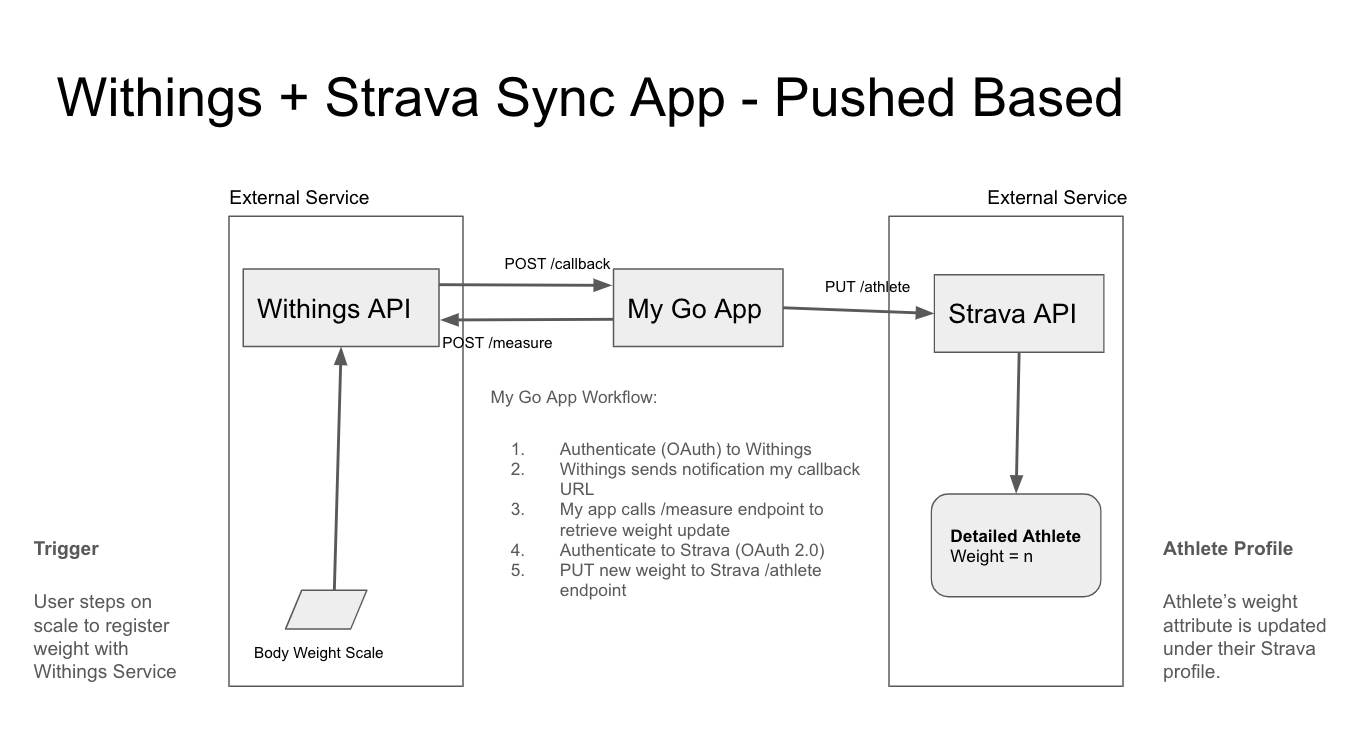 Withings + Strava Sync App - Pushed Based
External Service
External Service
POST /callback
PUT /athlete
Withings API
My Go App
Strava API
POST /measure
My Go App Workflow:
1. Authenticate (OAuth) to Withings
2. Withings sends notification my callback
URL
3. My app calls /measure endpoint to
retrieve weight update
4. Authenticate to Strava (OAuth 2.0)
5. PUT new weight to Strava /athlete
endpoint
Detailed Athlete
Weight = n
Trigger
User steps on
scale to register
weight with
Withings Service
Body Weight Scale
Athlete Profile
Athlete’s weight
attribute is updated
under their Strava
profile.